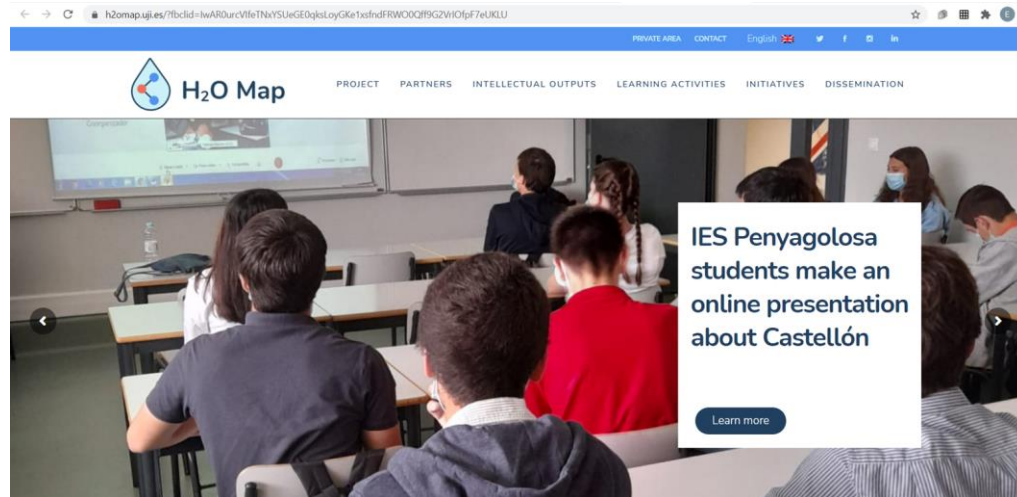 h2omap.uji.es/?fbclid=IwAR0urcVIfeTNxYSUeGE0qksLoyGKe1xsfndFRWO0Qff9G2VrIOfpF7eUKLU
E
PRIVATE AREA CONTACT English
H₂O Map
PROJECT PARTNERS INTELLECTUAL OUTPUTS LEARNING ACTIVITIES INITIATIVES DISSEMINATION
IES Penyagolosa
students make an
online presentation
about Castellón
Learn more